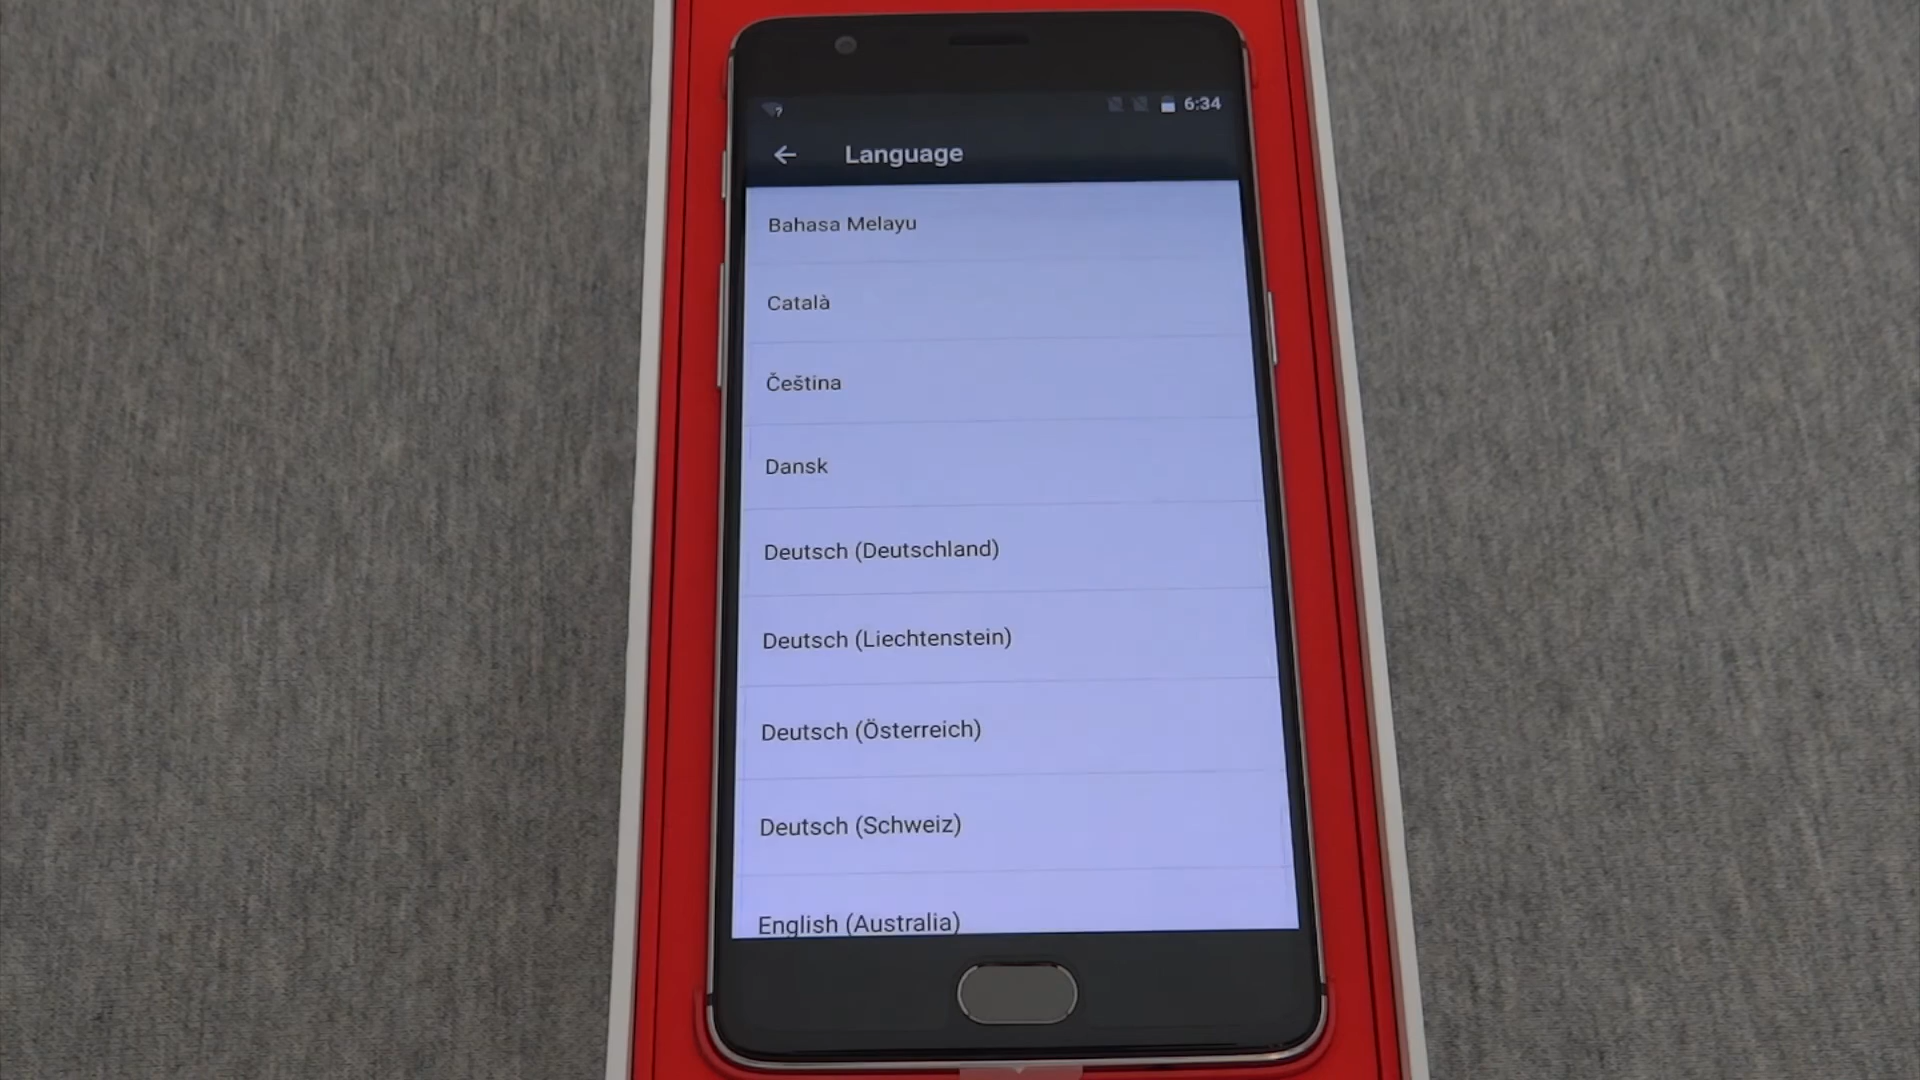 6:34
Language
Bahasa Melayu
Català
Čeština
Dansk
Deutsch (Deutschland)
Deutsch (Liechtenstein)
Deutsch (Österreich)
Deutsch (Schweiz)
English (Australia)